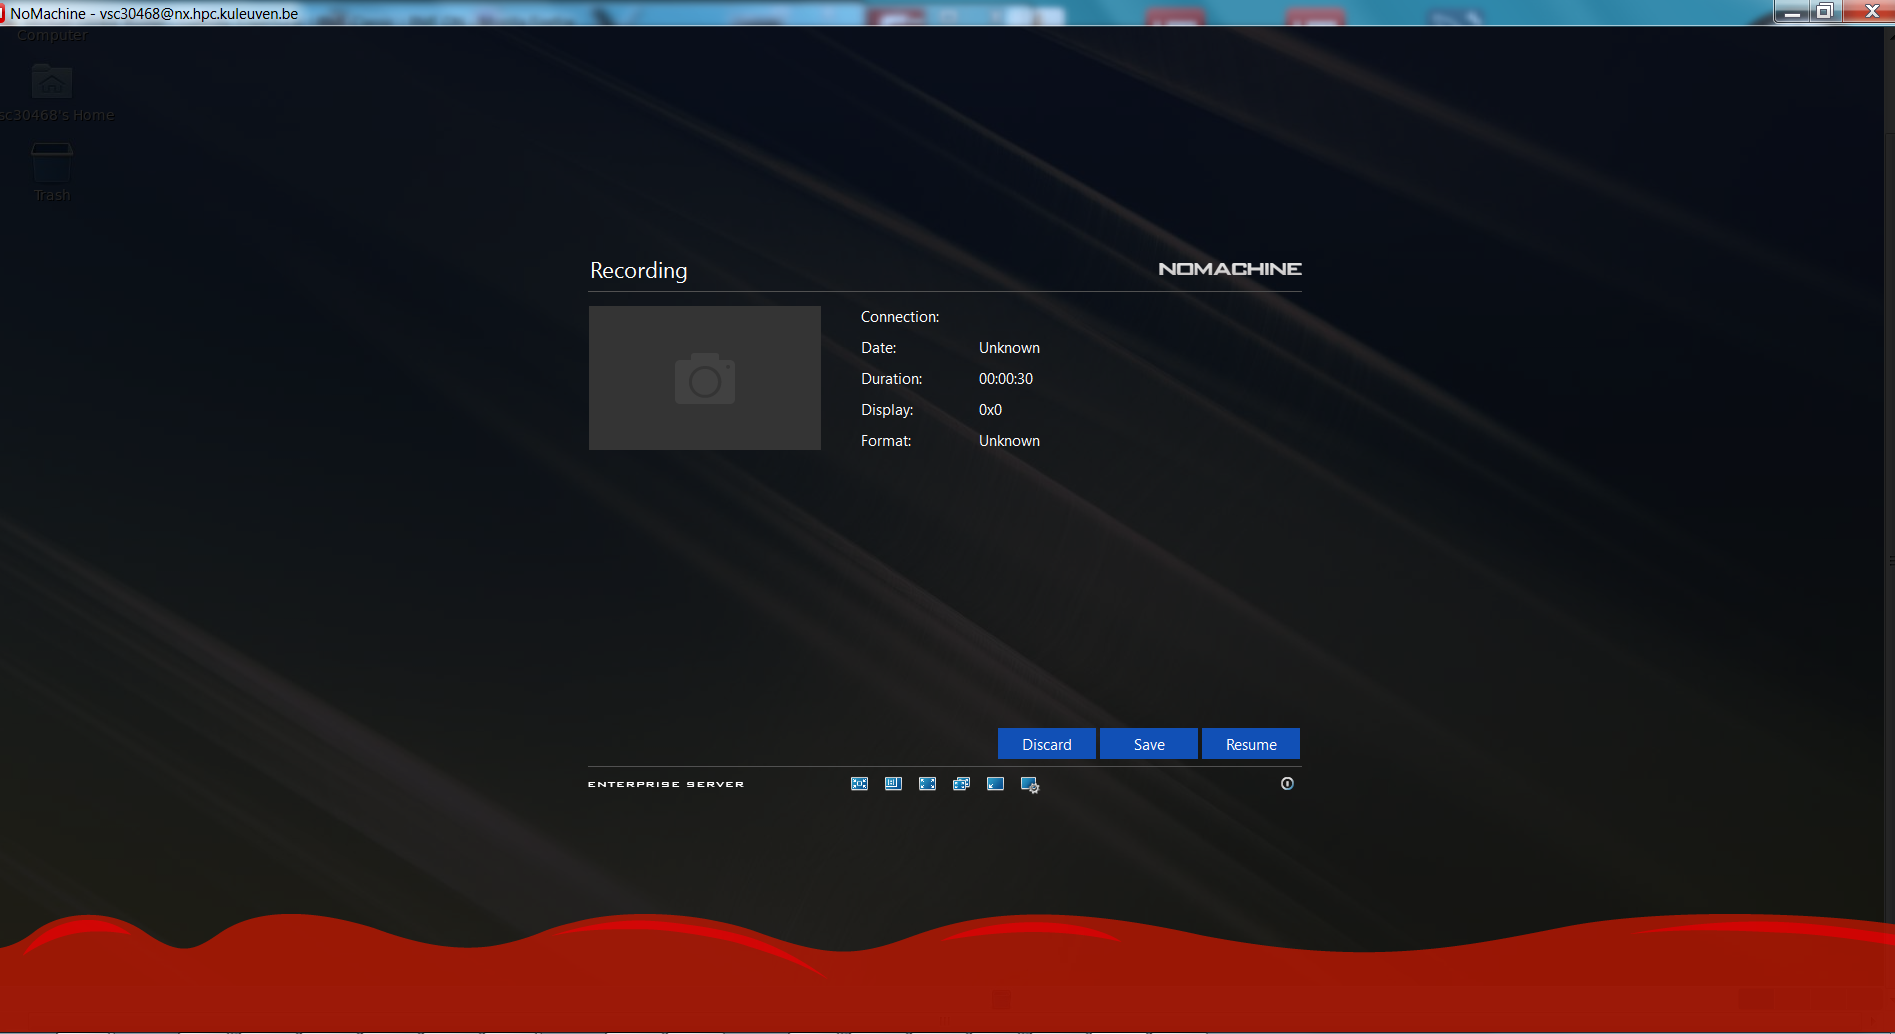 NoMachine - vsc30468@nx.hpc.kuleuven.be
Computer
sc30468's Home
Trash
Recording
NOMACHINE
Connection:
Date: Unknown
Duration: 00:00:30
Display: 0x0
Format: Unknown
Discard Save Resume
ENTERPRISE SERVER